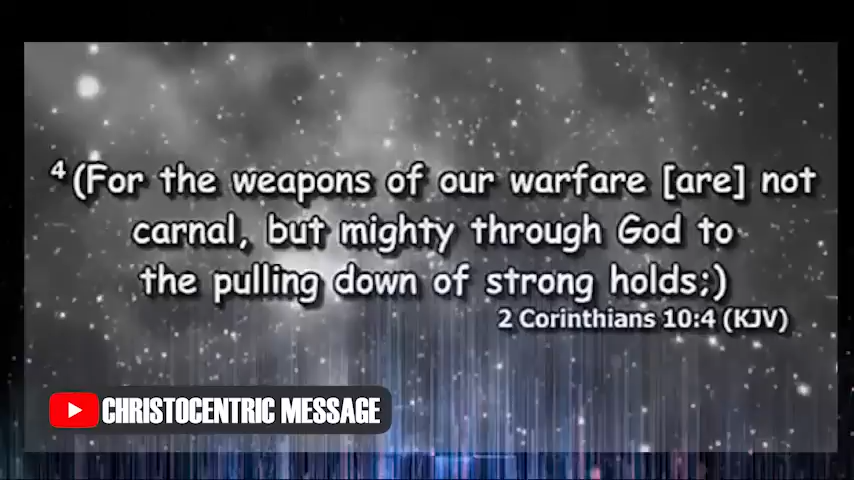 4 (For the weapons of our warfare [are] not
carnal, but mighty through God to
the pulling down of strong holds;)
2 Corinthians 10:4 (KJV)
CHRISTOCENTRIC MESSAGE